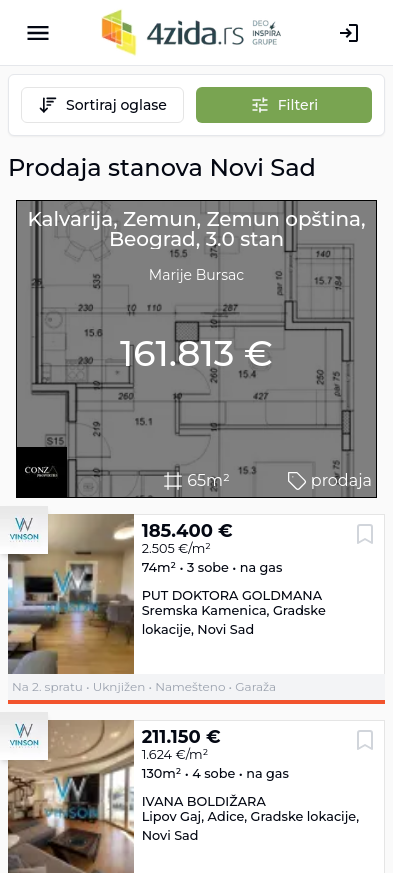 4zida.rs DEO INSPIRA GRUPE
Sortiraj oglase
Filteri
Prodaja stanova Novi Sad
Kalvarija, Zemun, Zemun opština,
Beograd, 3.0 stan
Marije Bursac
161.813 €
CONZA
65m²
prodaja
VINSON
185.400 €
2.505 €/m²
74m² • 3 sobe • na gas
PUT DOKTORA GOLDMANA
Sremska Kamenica, Gradske
lokacije, Novi Sad
Na 2. spratu • Uknjižen • Namešteno • Garaža
VINSON
211.150 €
1.624 €/m²
130m² • 4 sobe • na gas
IVANA BOLDIŽARA
Lipov Gaj, Adice, Gradske lokacije,
Novi Sad